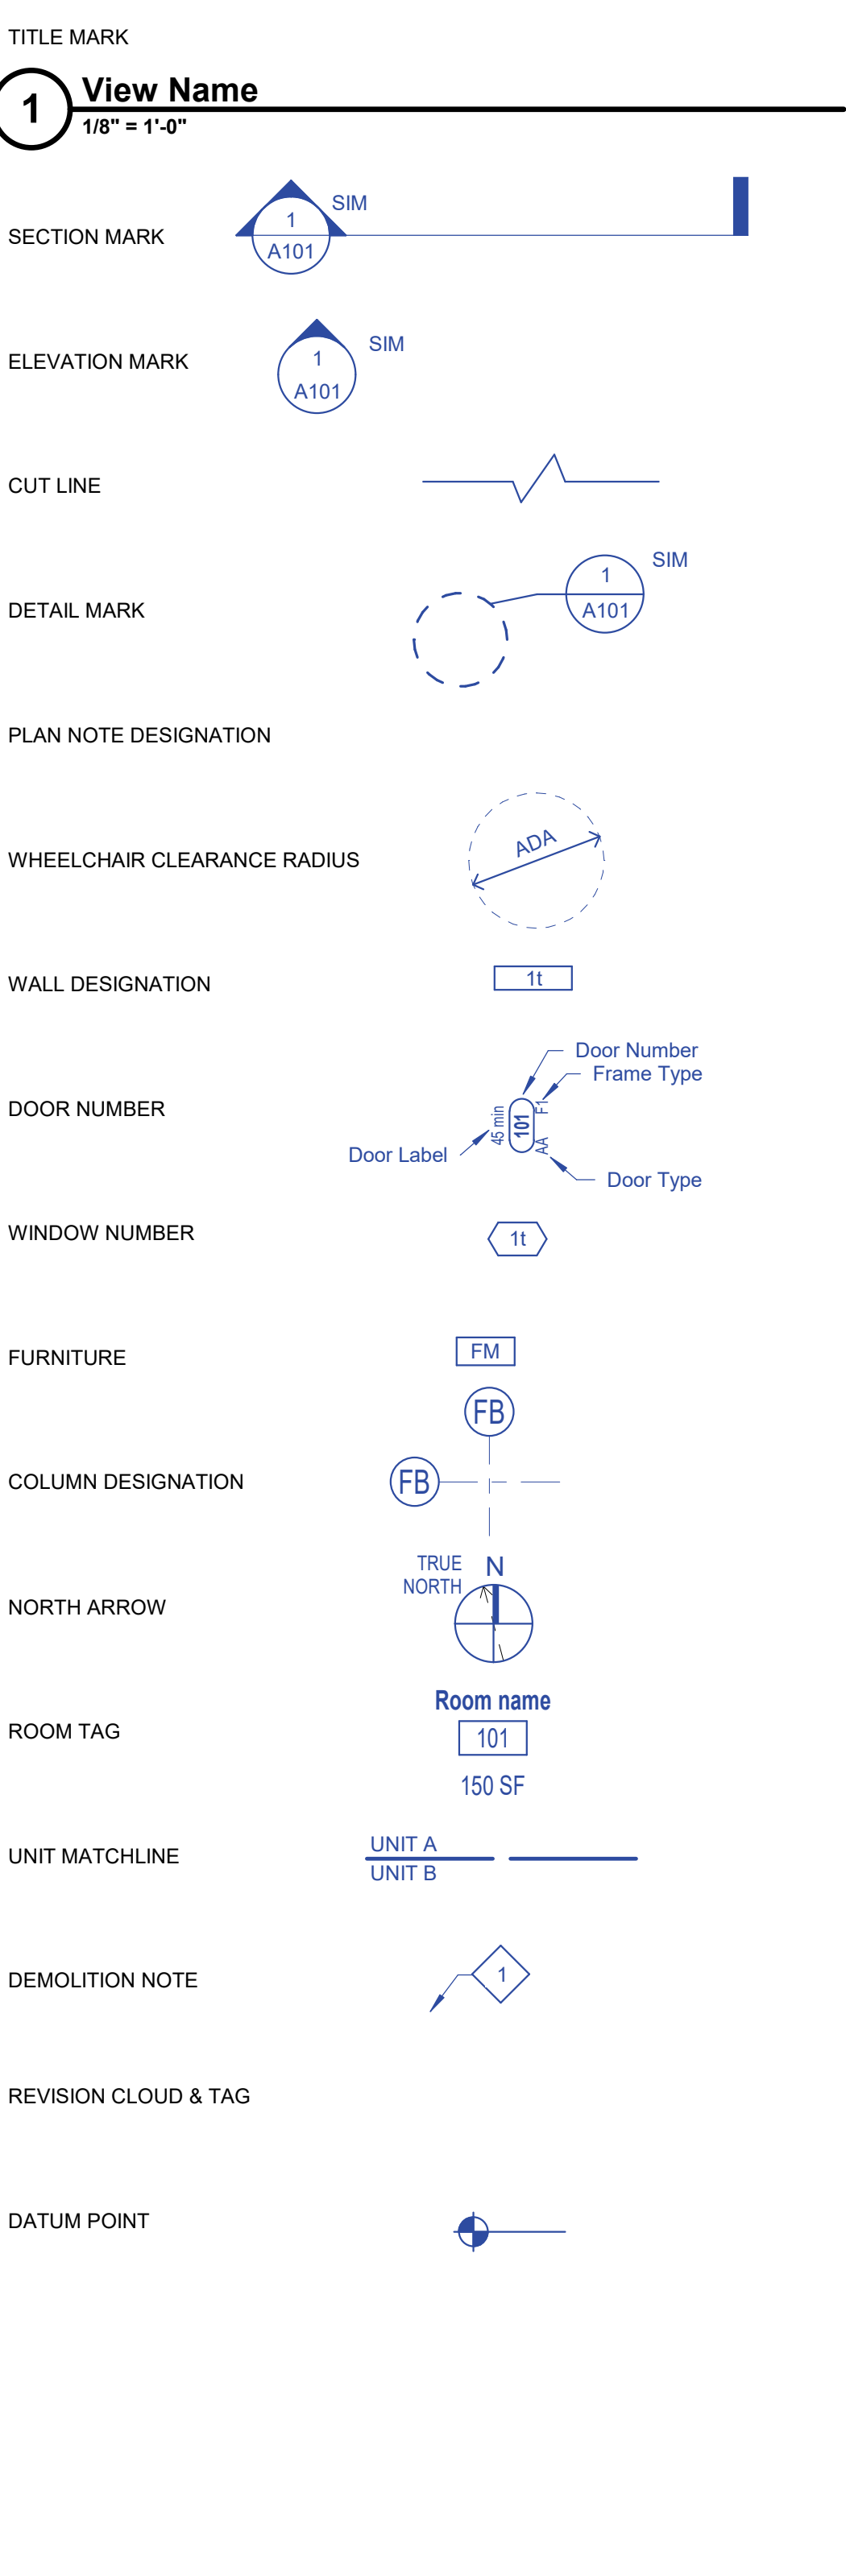 TITLE MARK
1
View Name
1/8" = 1'-0"
SECTION MARK
1
A101
SIM
ELEVATION MARK
1
A101
SIM
CUT LINE
DETAIL MARK
1
A101
SIM
PLAN NOTE DESIGNATION
WHEELCHAIR CLEARANCE RADIUS
ADA
WALL DESIGNATION
1t
DOOR NUMBER
Door Number
Frame Type
45 min
101
F1
AA
Door Label
Door Type
WINDOW NUMBER
1t
FURNITURE
FM
COLUMN DESIGNATION
FB
FB
NORTH ARROW
TRUE
NORTH
N
ROOM TAG
Room name
101
150 SF
UNIT MATCHLINE
UNIT A
UNIT B
DEMOLITION NOTE
1
REVISION CLOUD & TAG
DATUM POINT